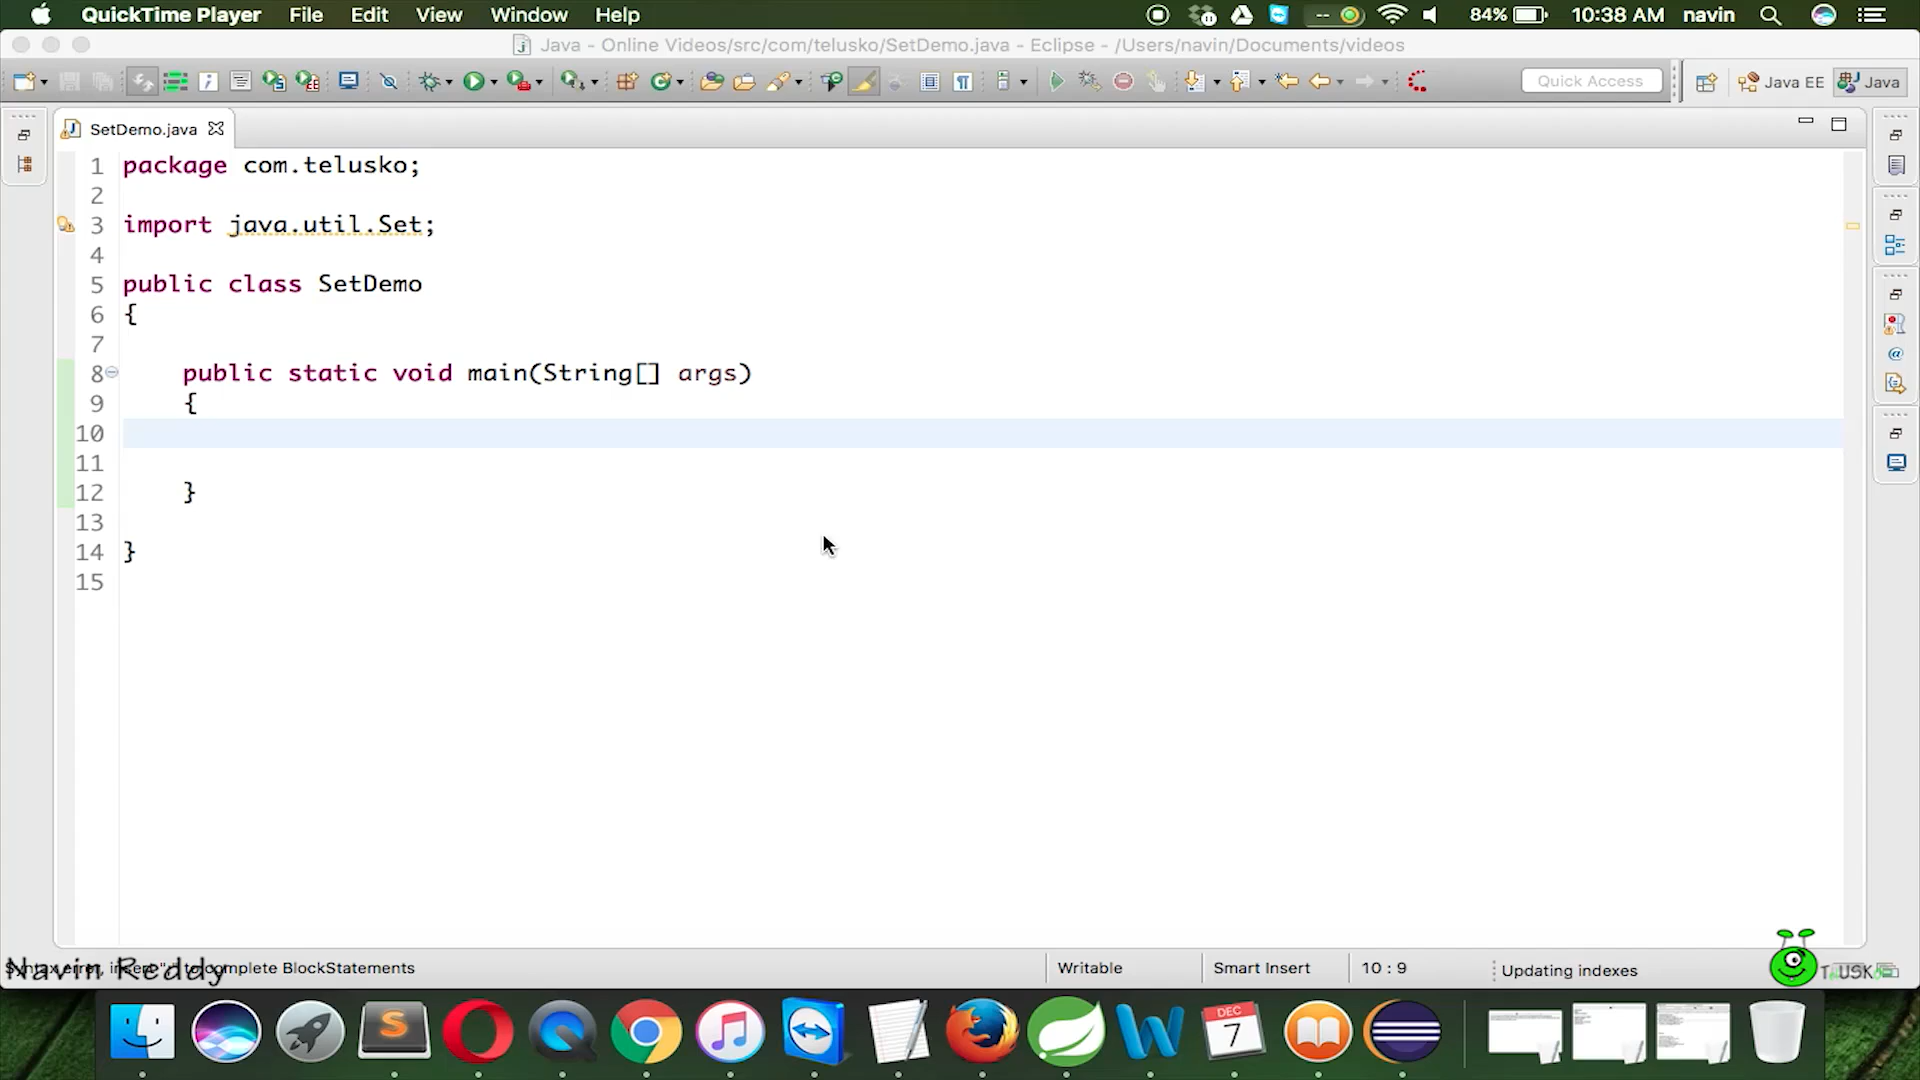 QuickTime Player File Edit View Window Help -- 84% 10:38 AM navin
Java - Online Videos/src/com/telusko/SetDemo.java - Eclipse - /Users/navin/Documents/videos
Quick Access Java EE Java
SetDemo.java
1 package com.telusko;
2
3 import java.util.Set;
4
5 public class SetDemo
6 {
7
8 public static void main(String[] args)
9 {
10
11
12 }
13
14 }
15
Navin Reddy
to complete BlockStatements Writable Smart Insert 10 : 9 Updating indexes
DEC
7